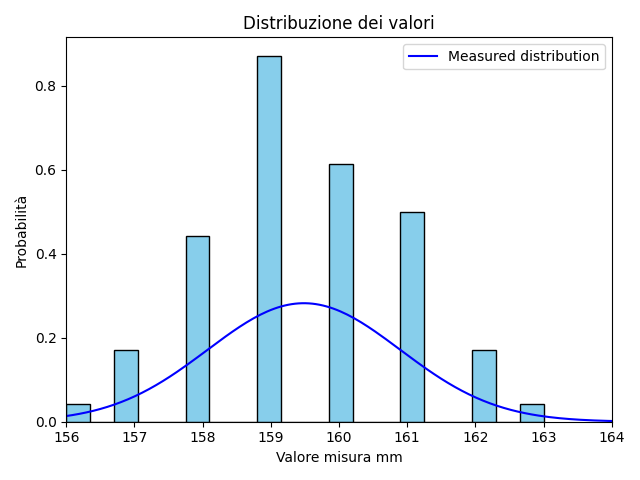 Distribuzione dei valori
Measured distribution
Probabilità
0.8
0.6
0.4
0.2
0.0
156 157 158 159 160 161 162 163 164
Valore misura mm